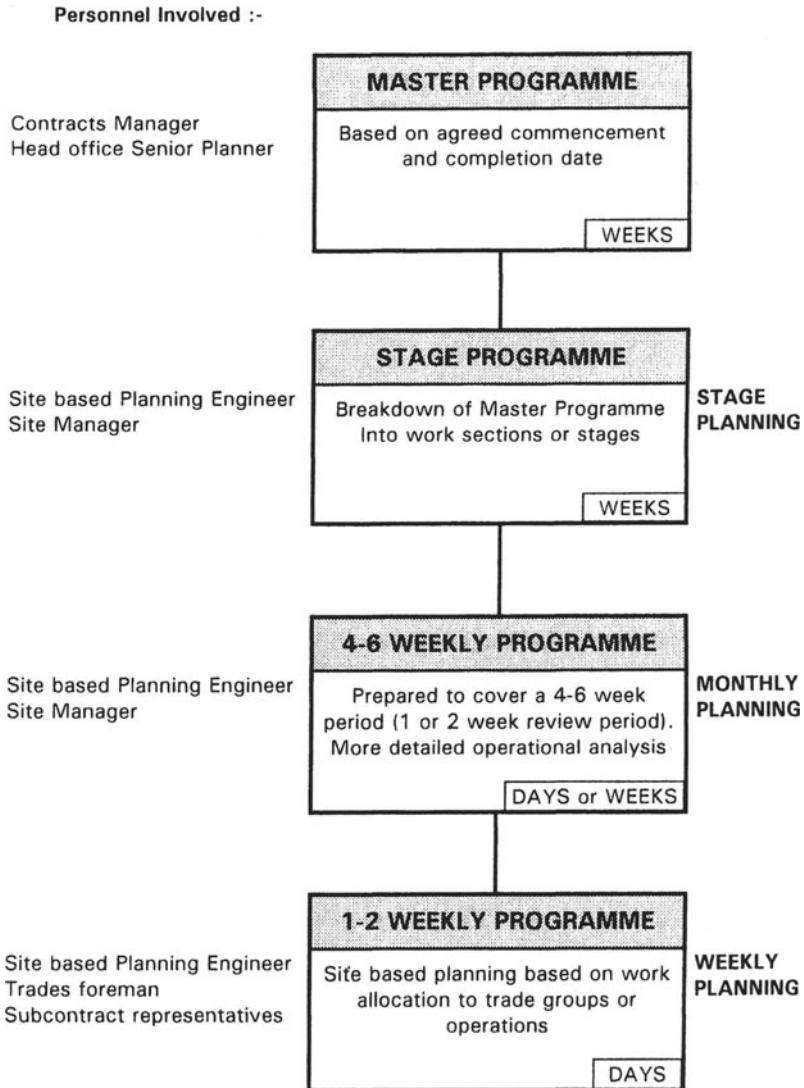 Personnel Involved :-
MASTER PROGRAMME
Contracts Manager
Head office Senior Planner
Based on agreed commencement
and completion date
WEEKS
STAGE PROGRAMME
Site based Planning Engineer
Site Manager
Breakdown of Master Programme
Into work sections or stages
WEEKS
STAGE
PLANNING
4-6 WEEKLY PROGRAMME
Site based Planning Engineer
Site Manager
Prepared to cover a 4-6 week
period (1 or 2 week review period).
More detailed operational analysis
DAYS or WEEKS
MONTHLY
PLANNING
1-2 WEEKLY PROGRAMME
Site based Planning Engineer
Trades foreman
Subcontract representatives
Site based planning based on work
allocation to trade groups or
operations
DAYS
WEEKLY
PLANNING